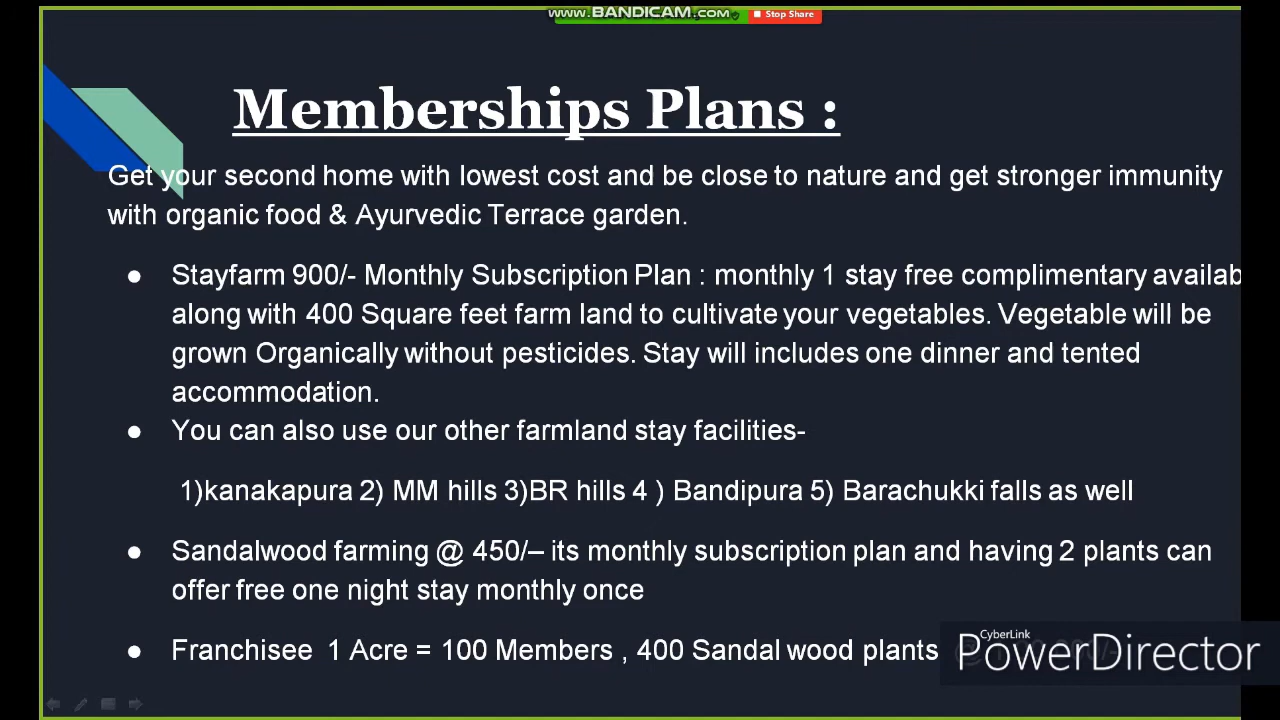 www.BANDICAM.com
Stop Share
Memberships Plans :
Get your second home with lowest cost and be close to nature and get stronger immunity
with organic food & Ayurvedic Terrace garden.
● Stayfarm 900/- Monthly Subscription Plan : monthly 1 stay free complimentary availab
along with 400 Square feet farm land to cultivate your vegetables. Vegetable will be
grown Organically without pesticides. Stay will includes one dinner and tented
accommodation.
● You can also use our other farmland stay facilities-
1)kanakapura 2) MM hills 3)BR hills 4 ) Bandipura 5) Barachukki falls as well
● Sandalwood farming @ 450/– its monthly subscription plan and having 2 plants can
offer free one night stay monthly once
● Franchisee 1 Acre = 100 Members , 400 Sandal wood plants
CyberLink
PowerDirector